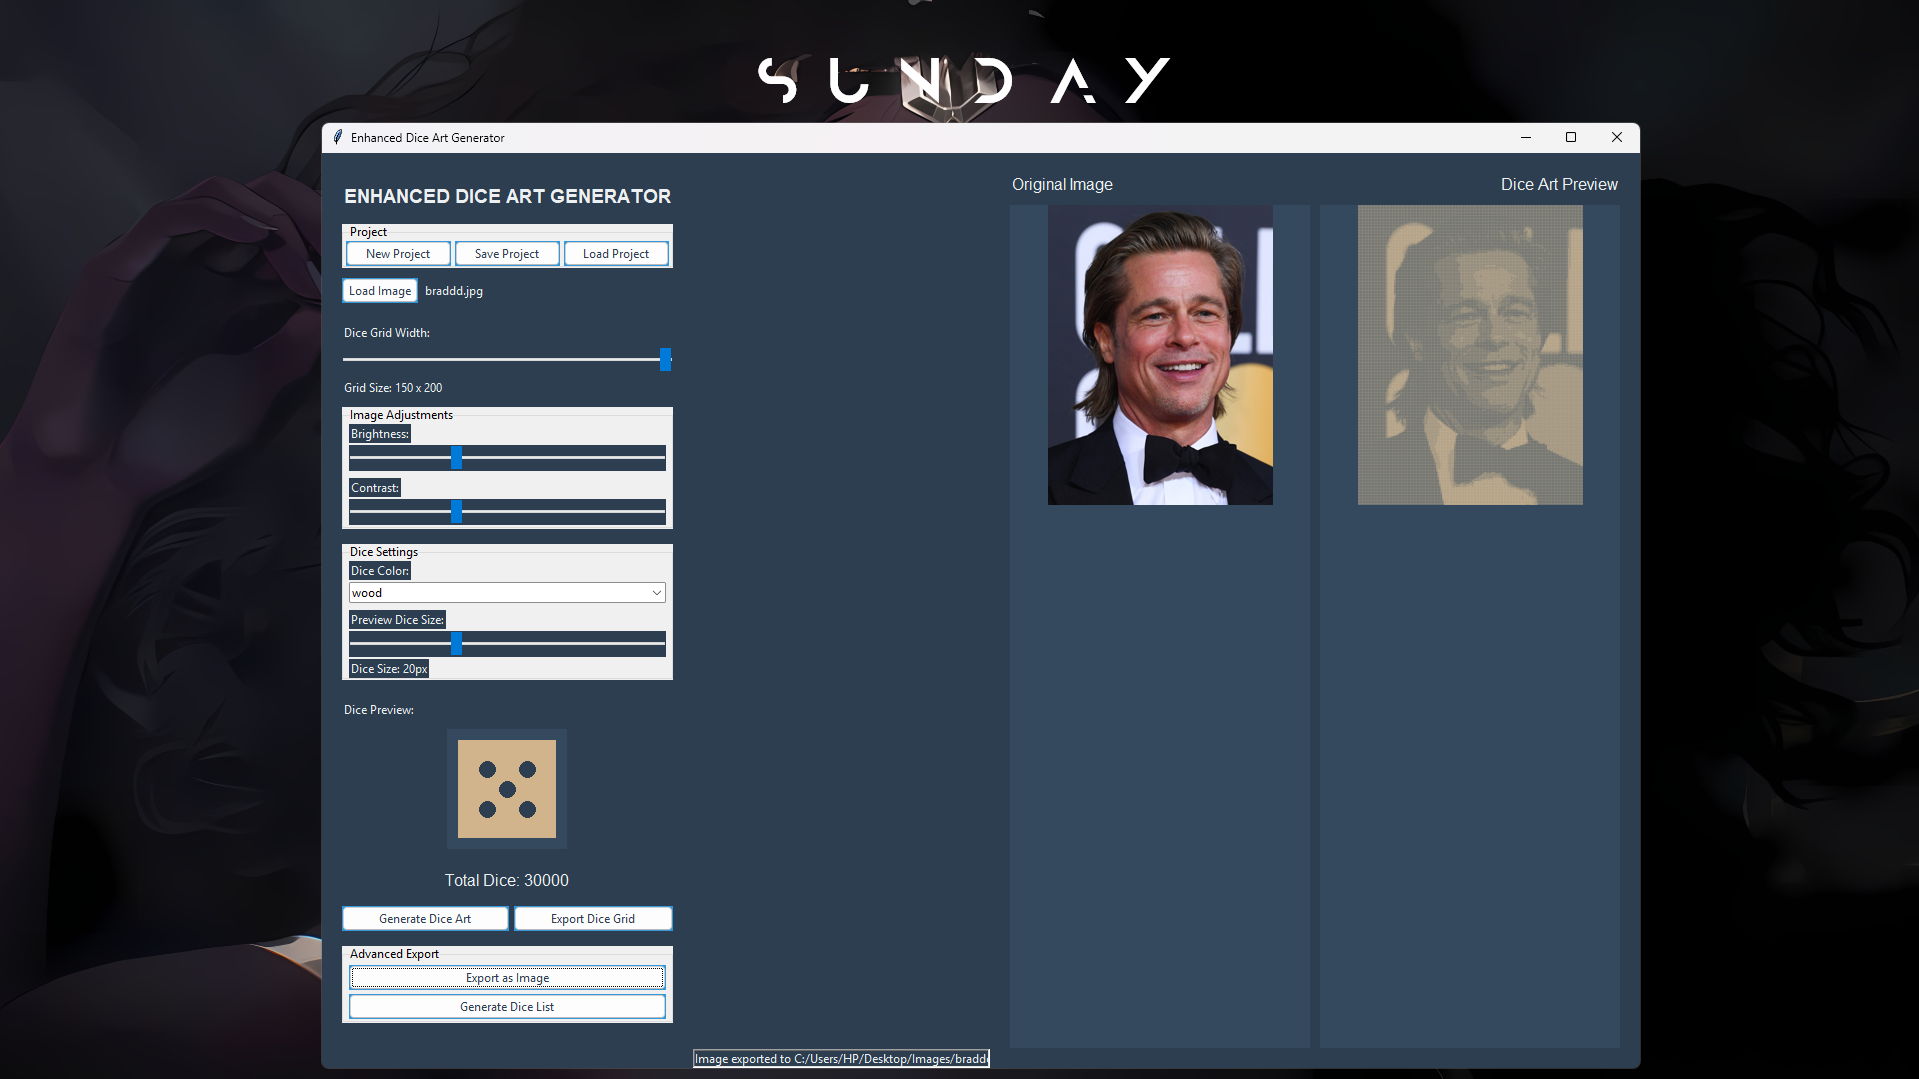 SUNDAY
Enhanced Dice Art Generator
ENHANCED DICE ART GENERATOR
Project
New Project
Save Project
Load Project
Load Image
braddd.jpg
Dice Grid Width:
Grid Size: 150 x 200
Image Adjustments
Brightness:
Contrast:
Dice Settings
Dice Color:
wood
Preview Dice Size:
Dice Size: 20px
Dice Preview:
Total Dice: 30000
Generate Dice Art
Export Dice Grid
Advanced Export
Export as Image
Generate Dice List
Image exported to C:/Users/HP/Desktop/Images/bradd
Original Image
Dice Art Preview